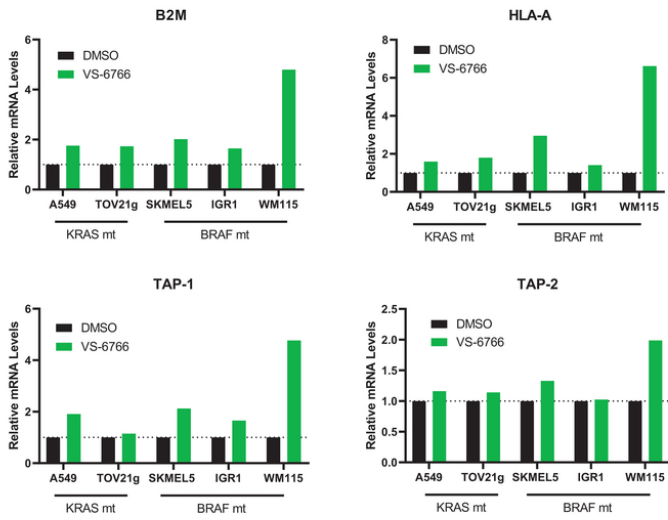 B2M
Relative mRNA Levels
6
4
2
0
DMSO
VS-6766
A549 TOV21g SKMEL5 IGR1 WM115
KRAS mt BRAF mt
HLA-A
Relative mRNA Levels
8
6
4
2
0
DMSO
VS-6766
A549 TOV21g SKMEL5 IGR1 WM115
KRAS mt BRAF mt
TAP-1
Relative mRNA Levels
6
4
2
0
DMSO
VS-6766
A549 TOV21g SKMEL5 IGR1 WM115
KRAS mt BRAF mt
TAP-2
Relative mRNA Levels
2.5
2.0
1.5
1.0
0.5
0.0
DMSO
VS-6766
A549 TOV21g SKMEL5 IGR1 WM115
KRAS mt BRAF mt